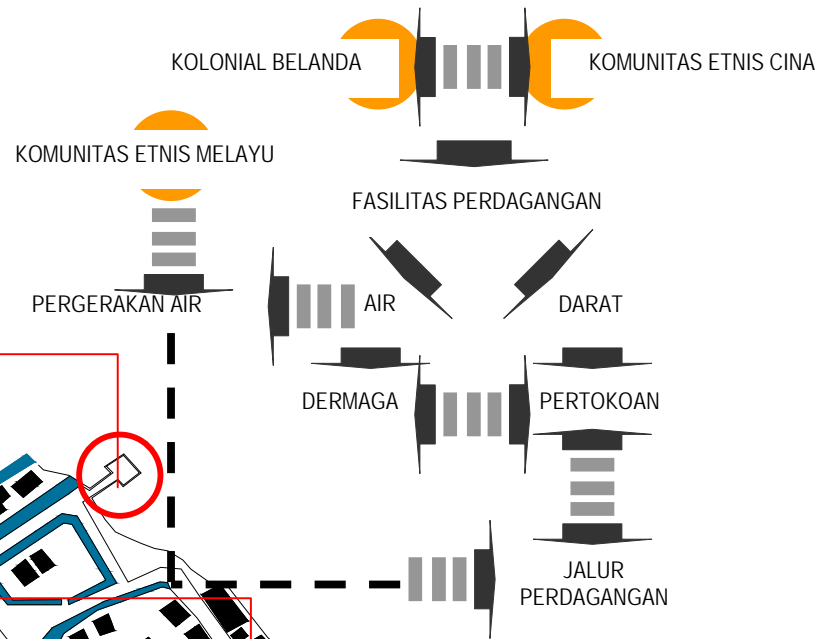 KOLONIAL BELANDA
KOMUNITAS ETNIS CINA
KOMUNITAS ETNIS MELAYU
FASILITAS PERDAGANGAN
PERGERAKAN AIR
AIR
DARAT
DERMAGA
PERTOKOAN
JALUR
PERDAGANGAN